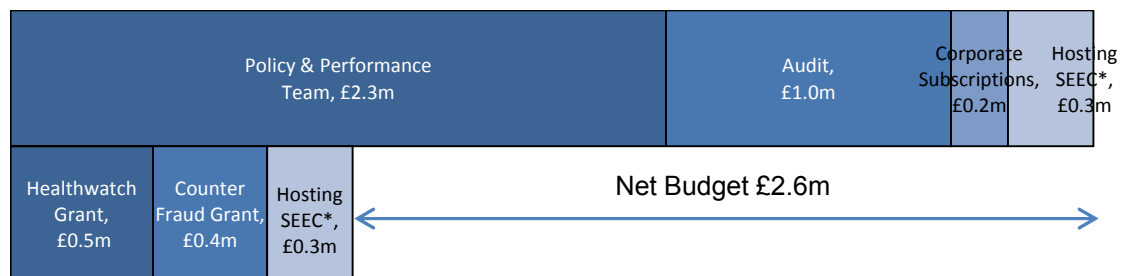 Policy & Performance
Team, £2.3m
Audit,
£1.0m
Corporate
Subscriptions,
£0.2m
Hosting
SEEC*,
£0.3m
Healthwatch
Grant,
£0.5m
Counter
Fraud Grant,
£0.4m
Hosting
SEEC*,
£0.3m
Net Budget £2.6m